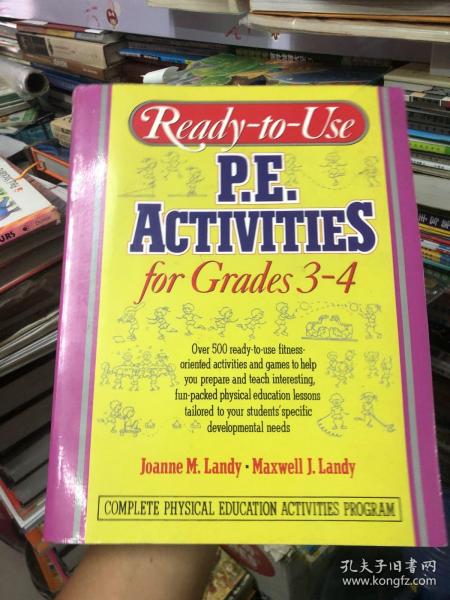 Ready-to-Use
P.E.
ACTIVITIES
for Grades 3-4
Over 500 ready-to-use fitness-
oriented activities and games to help
you prepare and teach interesting,
fun-packed physical education lessons
tailored to your students' specific
developmental needs
Joanne M. Landy • Maxwell J. Landy
COMPLETE PHYSICAL EDUCATION ACTIVITIES PROGRAM
孔夫子旧书网
www.kongfz.com